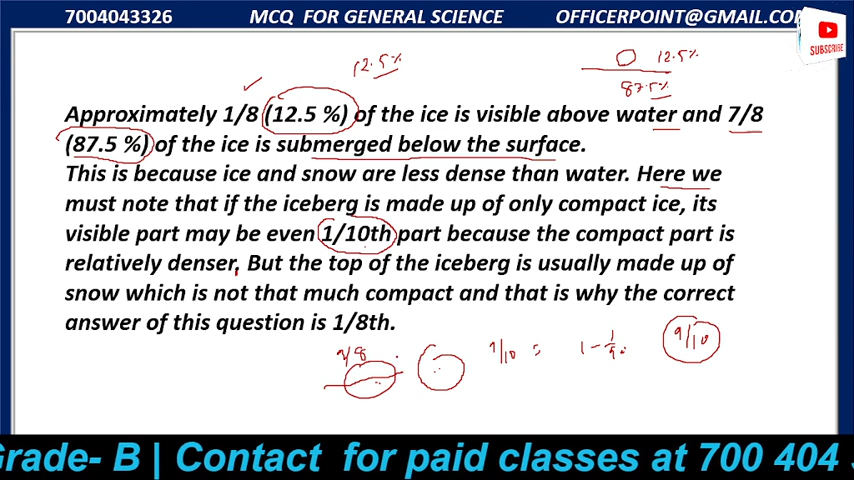 7004043326 MCQ FOR GENERAL SCIENCE OFFICERPOINT@GMAIL.COM
SUBSCRIBE
12.5% 12.5%
87.5%
Approximately 1/8 (12.5 %) of the ice is visible above water and 7/8
(87.5 %) of the ice is submerged below the surface.
This is because ice and snow are less dense than water. Here we
must note that if the iceberg is made up of only compact ice, its
visible part may be even 1/10th part because the compact part is
relatively denser. But the top of the iceberg is usually made up of
snow which is not that much compact and that is why the correct
answer of this question is 1/8th.
9/10
Grade- B | Contact for paid classes at 700 404